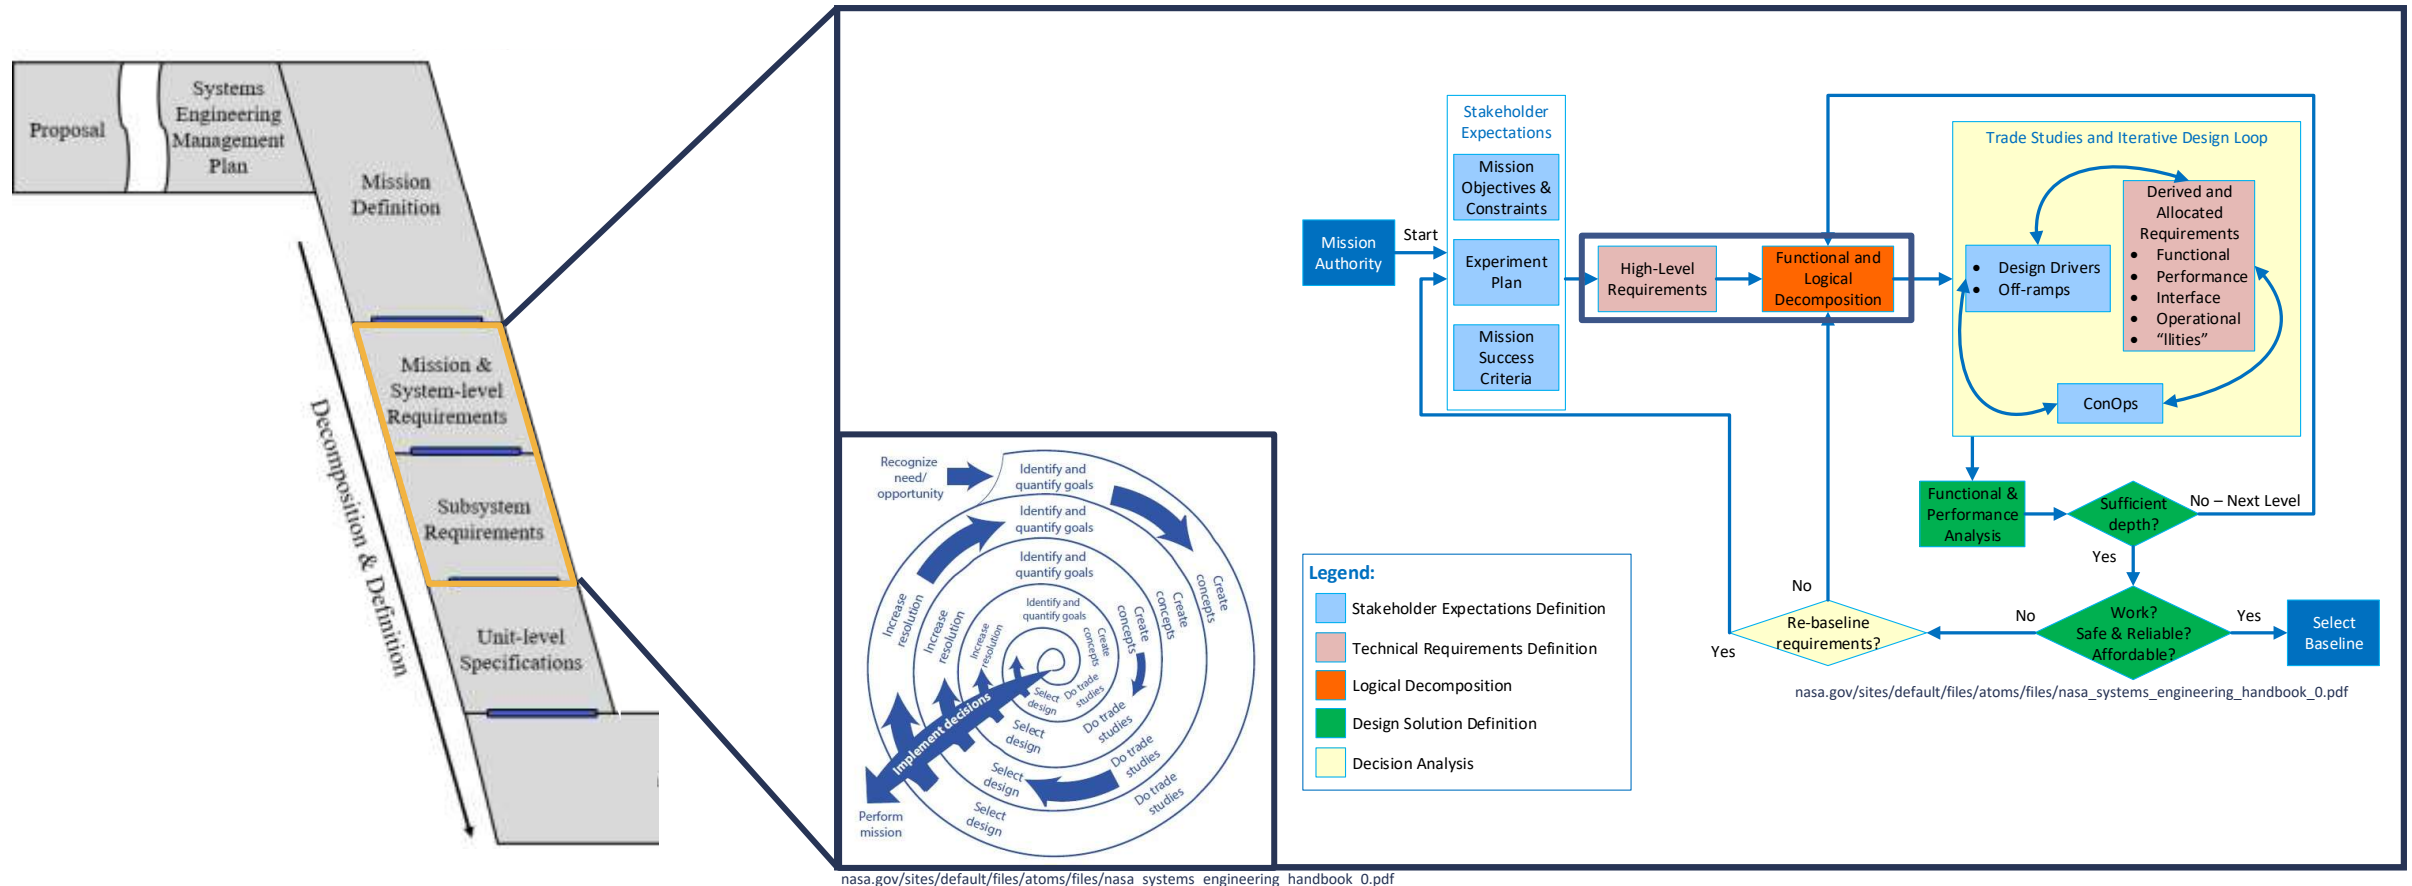 Proposal
Systems
Engineering
Management
Plan
Mission
Definition
Mission &
System-level
Requirements
Subsystem
Requirements
Unit-level
Specifications
Decomposition & Definition
Recognize
need/
opportunity
Identify and
quantify goals
Identify and
quantify goals
Identify and
quantify goals
Identify and
quantify goals
Create
concepts
Create
concepts
Create
concepts
Create
concepts
Increase
resolution
Increase
resolution
Increase
resolution
Do trade
studies
Do trade
studies
Do trade
studies
Do trade
studies
Select
design
Select
design
Select
design
Select
design
Implement decisions
Perform
mission
nasa.gov/sites/default/files/atoms/files/nasa_systems_engineering_handbook_0.pdf
Mission
Authority
Start
Stakeholder
Expectations
Mission
Objectives &
Constraints
Experiment
Plan
Mission
Success
Criteria
High-Level
Requirements
Functional and
Logical
Decomposition
Trade Studies and Iterative Design Loop
• Design Drivers
• Off-ramps
Derived and
Allocated
Requirements
• Functional
• Performance
• Interface
• Operational
• “Ilities”
ConOps
Functional &
Performance
Analysis
Sufficient
depth?
No – Next Level
Yes
Work?
Safe & Reliable?
Affordable?
Yes
Select
Baseline
No
Re-baseline
requirements?
No
Yes
nasa.gov/sites/default/files/atoms/files/nasa_systems_engineering_handbook_0.pdf
Legend:
Stakeholder Expectations Definition
Technical Requirements Definition
Logical Decomposition
Design Solution Definition
Decision Analysis